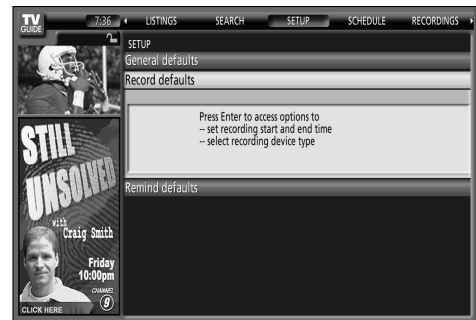 TV
GUIDE
7:36
LISTINGS
SEARCH
SETUP
SCHEDULE
RECORDINGS
SETUP
General defaults
Record defaults
Press Enter to access options to
-- set recording start and end time
-- select recording device type
Remind defaults
STILL
UNSOLVED
with
Craig Smith
Friday
10:00pm
CHANNEL
9
CLICK HERE